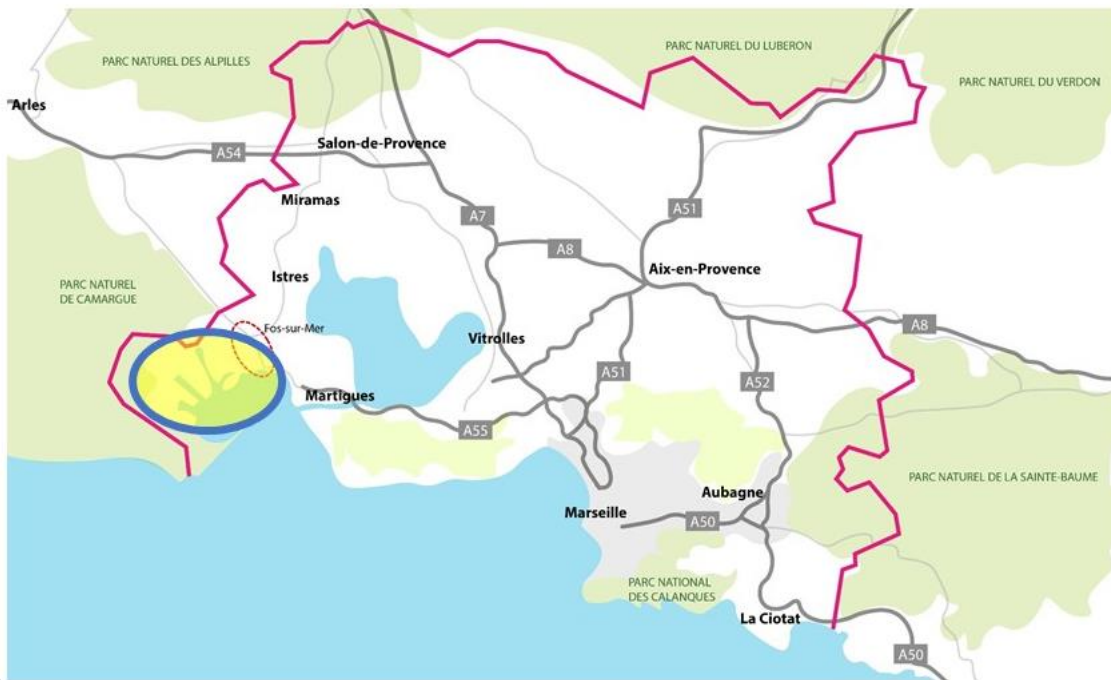 PARC NATUREL DU LUBERON
PARC NATUREL DES ALPILLES
PARC NATUREL DU VERDON
Arles
Salon-de-Provence
A54
Miramas
A7
A51
A8
Aix-en-Provence
Istres
PARC NATUREL
DE CAMARGUE
Fos-sur-Mer
Vitrolles
A8
A51
A52
Martigues
A55
PARC NATUREL DE LA SAINTE-BAUME
Aubagne
Marseille
A50
PARC NATIONAL
DES CALANQUES
La Ciotat
A50